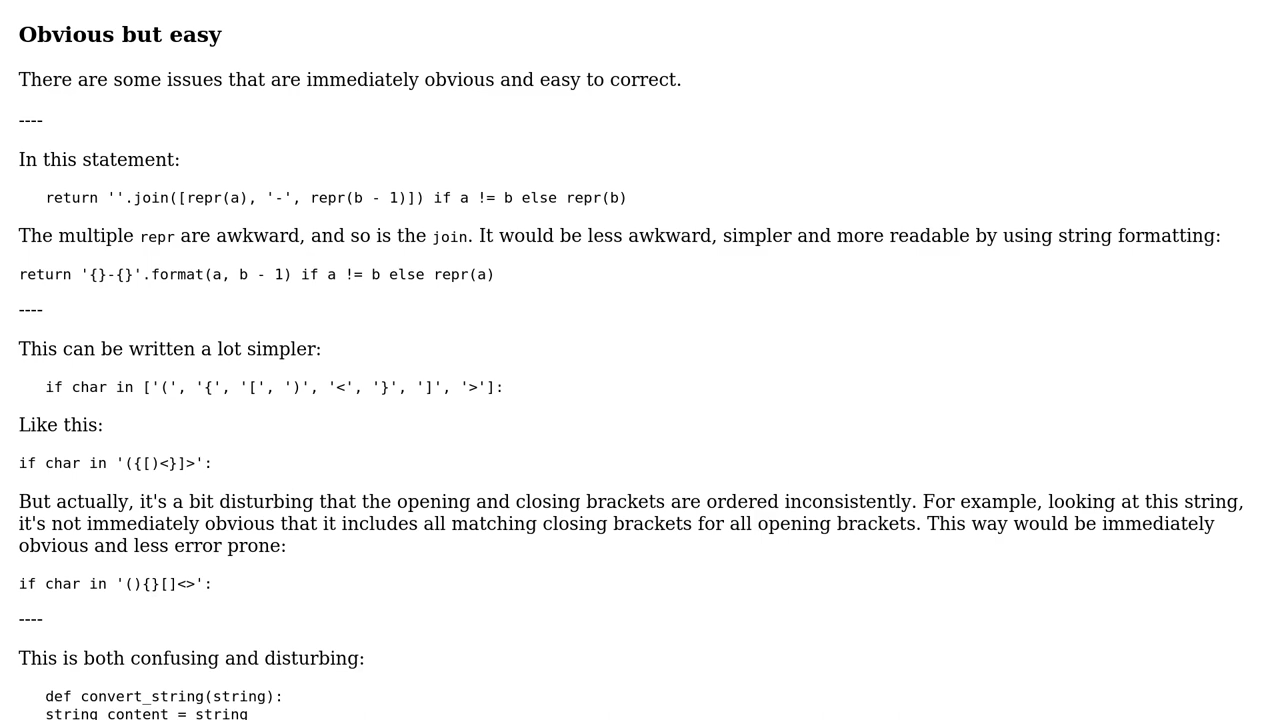 Obvious but easy
There are some issues that are immediately obvious and easy to correct.
----
In this statement:
return ''.join([repr(a), '-', repr(b - 1)]) if a != b else repr(b)
The multiple repr are awkward, and so is the join. It would be less awkward, simpler and more readable by using string formatting:
return '{}-{}'.format(a, b - 1) if a != b else repr(a)
----
This can be written a lot simpler:
if char in ['(', '{', '[', ')', '<', '}', ']', '>']:
Like this:
if char in '({[)<}]>':
But actually, it's a bit disturbing that the opening and closing brackets are ordered inconsistently. For example, looking at this string,
it's not immediately obvious that it includes all matching closing brackets for all opening brackets. This way would be immediately
obvious and less error prone:
if char in '(){}[]<>':
----
This is both confusing and disturbing:
def convert_string(string):
string_content = string